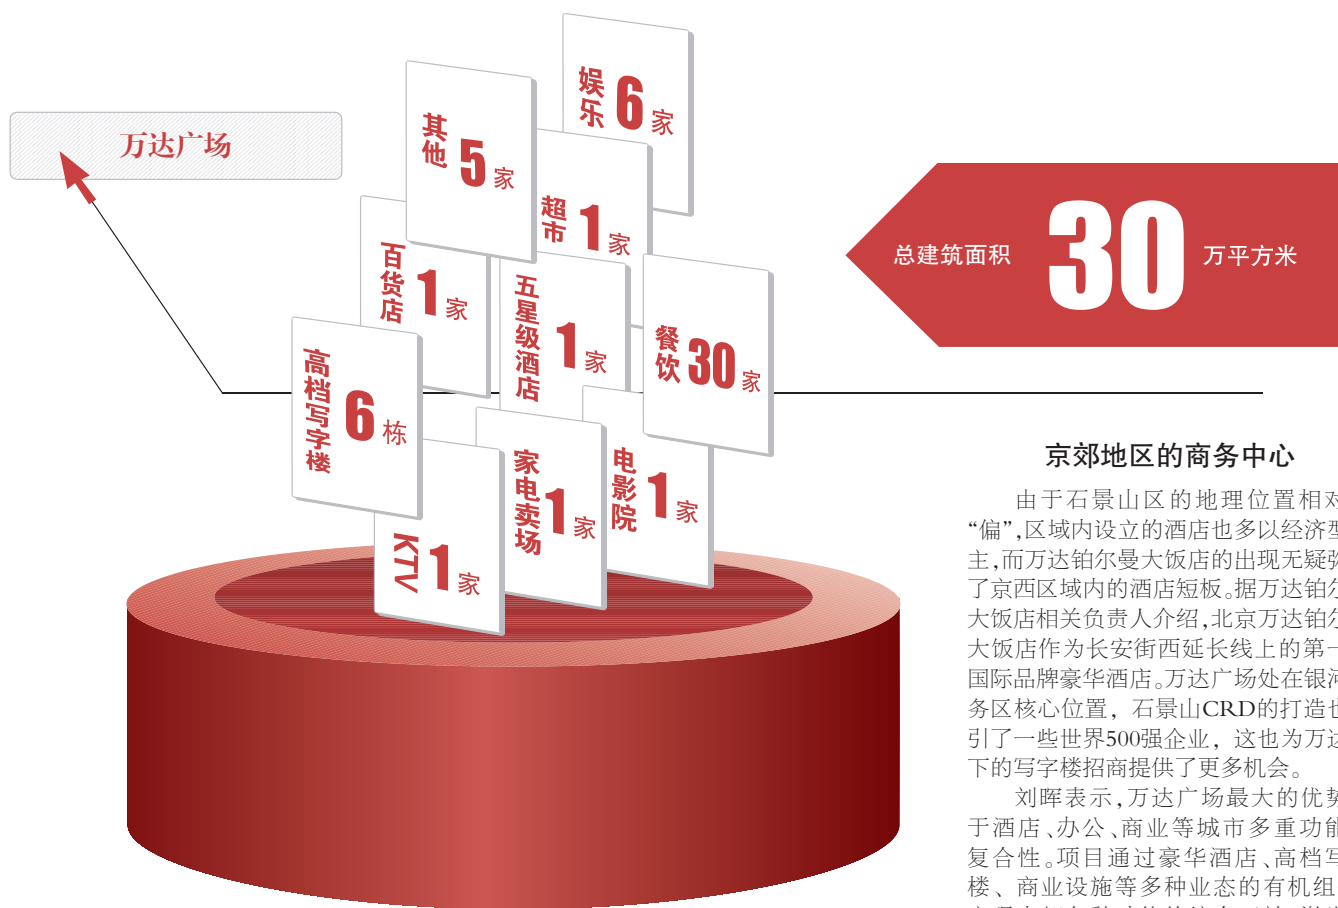 万达广场
娱乐 6 家
其他 5 家
超市 1 家
百货店 1 家
五星级酒店 1 家
餐饮 30 家
高档写字楼 6 栋
家电卖场 1 家
电影院 1 家
KTV 1 家
总建筑面积 30 万平方米
京郊地区的商务中心
由于石景山区的地理位置相对
“偏”,区域内设立的酒店也多以经济型
主,而万达铂尔曼大饭店的出现无疑弥
了京西区域内的酒店短板。据万达铂尔
大饭店相关负责人介绍,北京万达铂尔
大饭店作为长安街西延长线上的第一
国际品牌豪华酒店。万达广场处在银河
务区核心位置，石景山CRD的打造也
引了一些世界500强企业，这也为万达
下的写字楼招商提供了更多机会。
刘晖表示,万达广场最大的优势
于酒店、办公、商业等城市多重功能
复合性。项目通过豪华酒店、高档写
楼、商业设施等多种业态的有机组